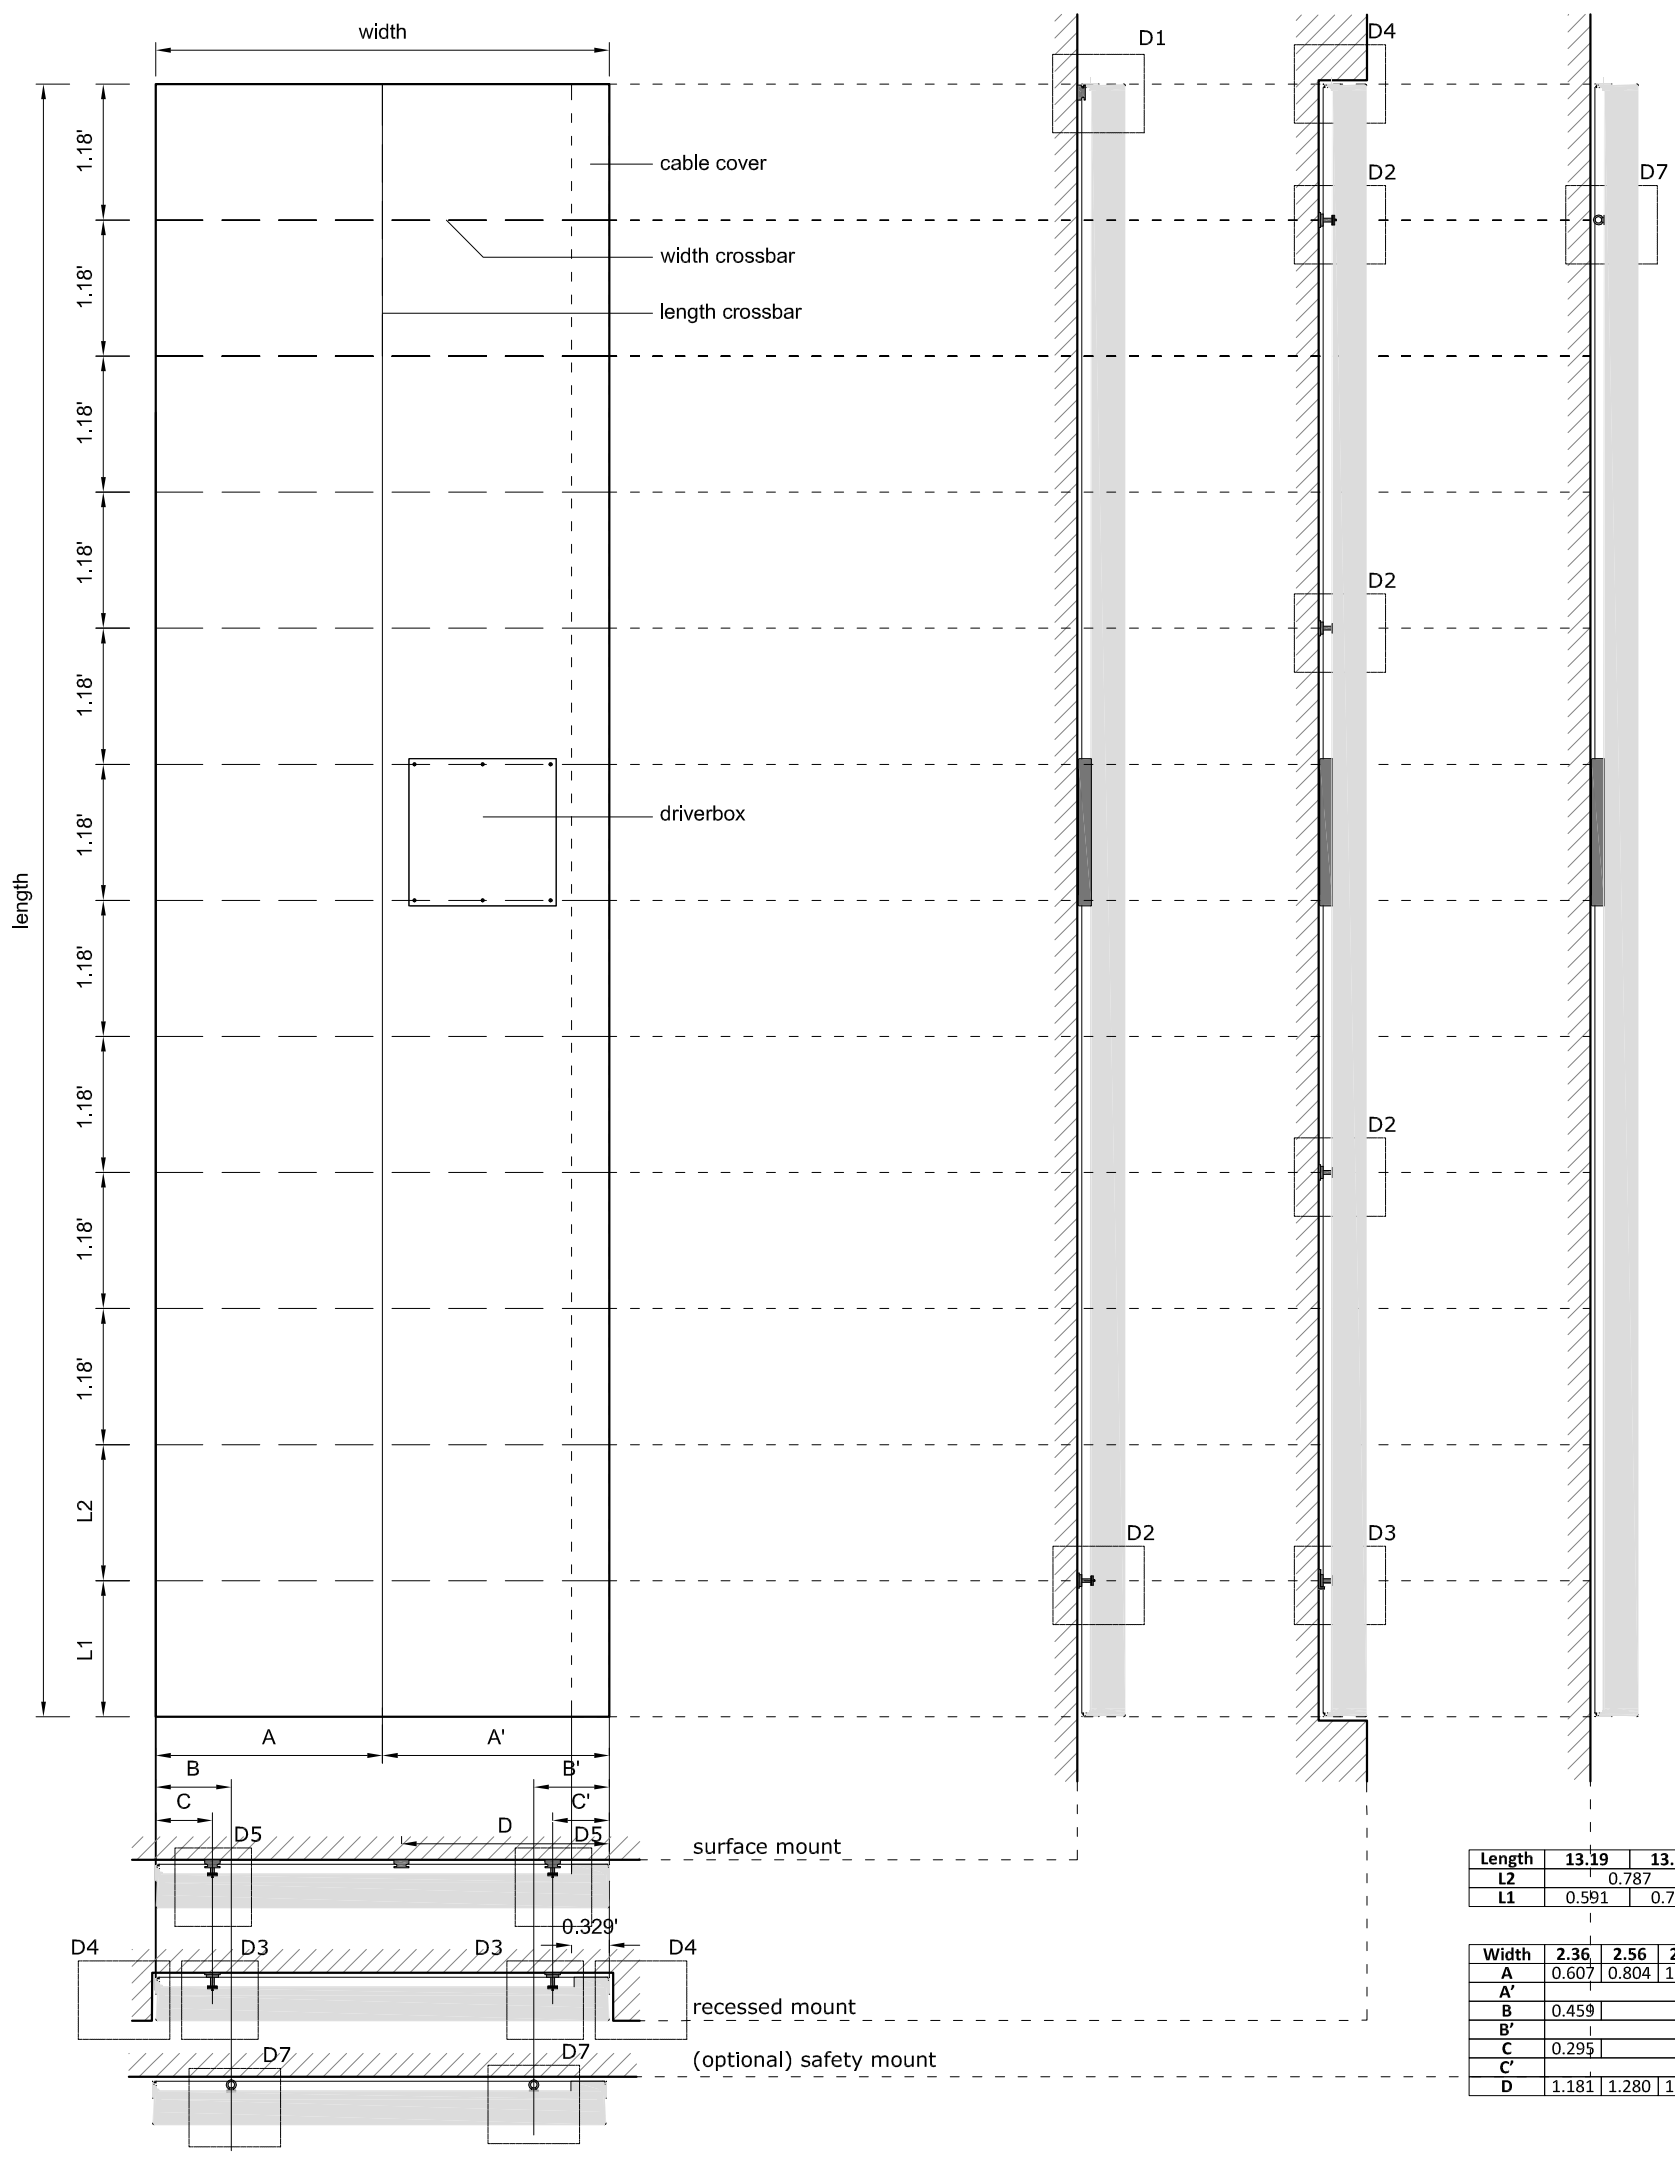 width
D1
D4
1.18'
cable cover
D2
D7
1.18'
width crossbar
length crossbar
1.18'
1.18'
D2
1.18'
1.18'
driverbox
length
1.18'
1.18'
D2
1.18'
1.18'
L2
D2
D3
L1
A A'
B B'
C C'
D
D5 D5
surface mount
0.329'
D4 D3 D3 D4
recessed mount
D7 D7
(optional) safety mount
Length 13.19
L2 0.787
L1 0.591
Width 2.36 2.56
A 0.607 0.804
A’
B 0.459
B’
C 0.295
C’
D 1.181 1.280